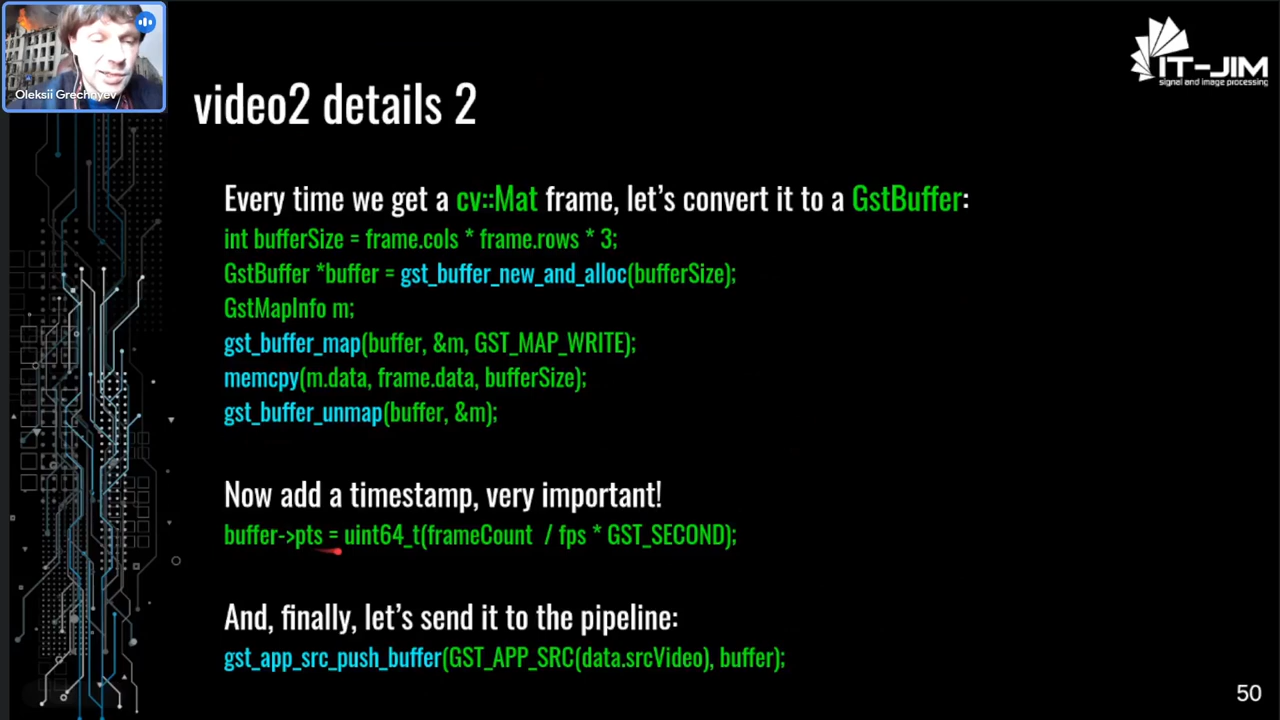 Oleksii Grechnyev
IT-JIM
signal and image processing
video2 details 2
Every time we get a cv::Mat frame, let's convert it to a GstBuffer:
int bufferSize = frame.cols * frame.rows * 3;
GstBuffer *buffer = gst_buffer_new_and_alloc(bufferSize);
GstMapInfo m;
gst_buffer_map(buffer, &m, GST_MAP_WRITE);
memcpy(m.data, frame.data, bufferSize);
gst_buffer_unmap(buffer, &m);
Now add a timestamp, very important!
buffer->pts = uint64_t(frameCount / fps * GST_SECOND);
And, finally, let's send it to the pipeline:
gst_app_src_push_buffer(GST_APP_SRC(data.srcVideo), buffer);
50